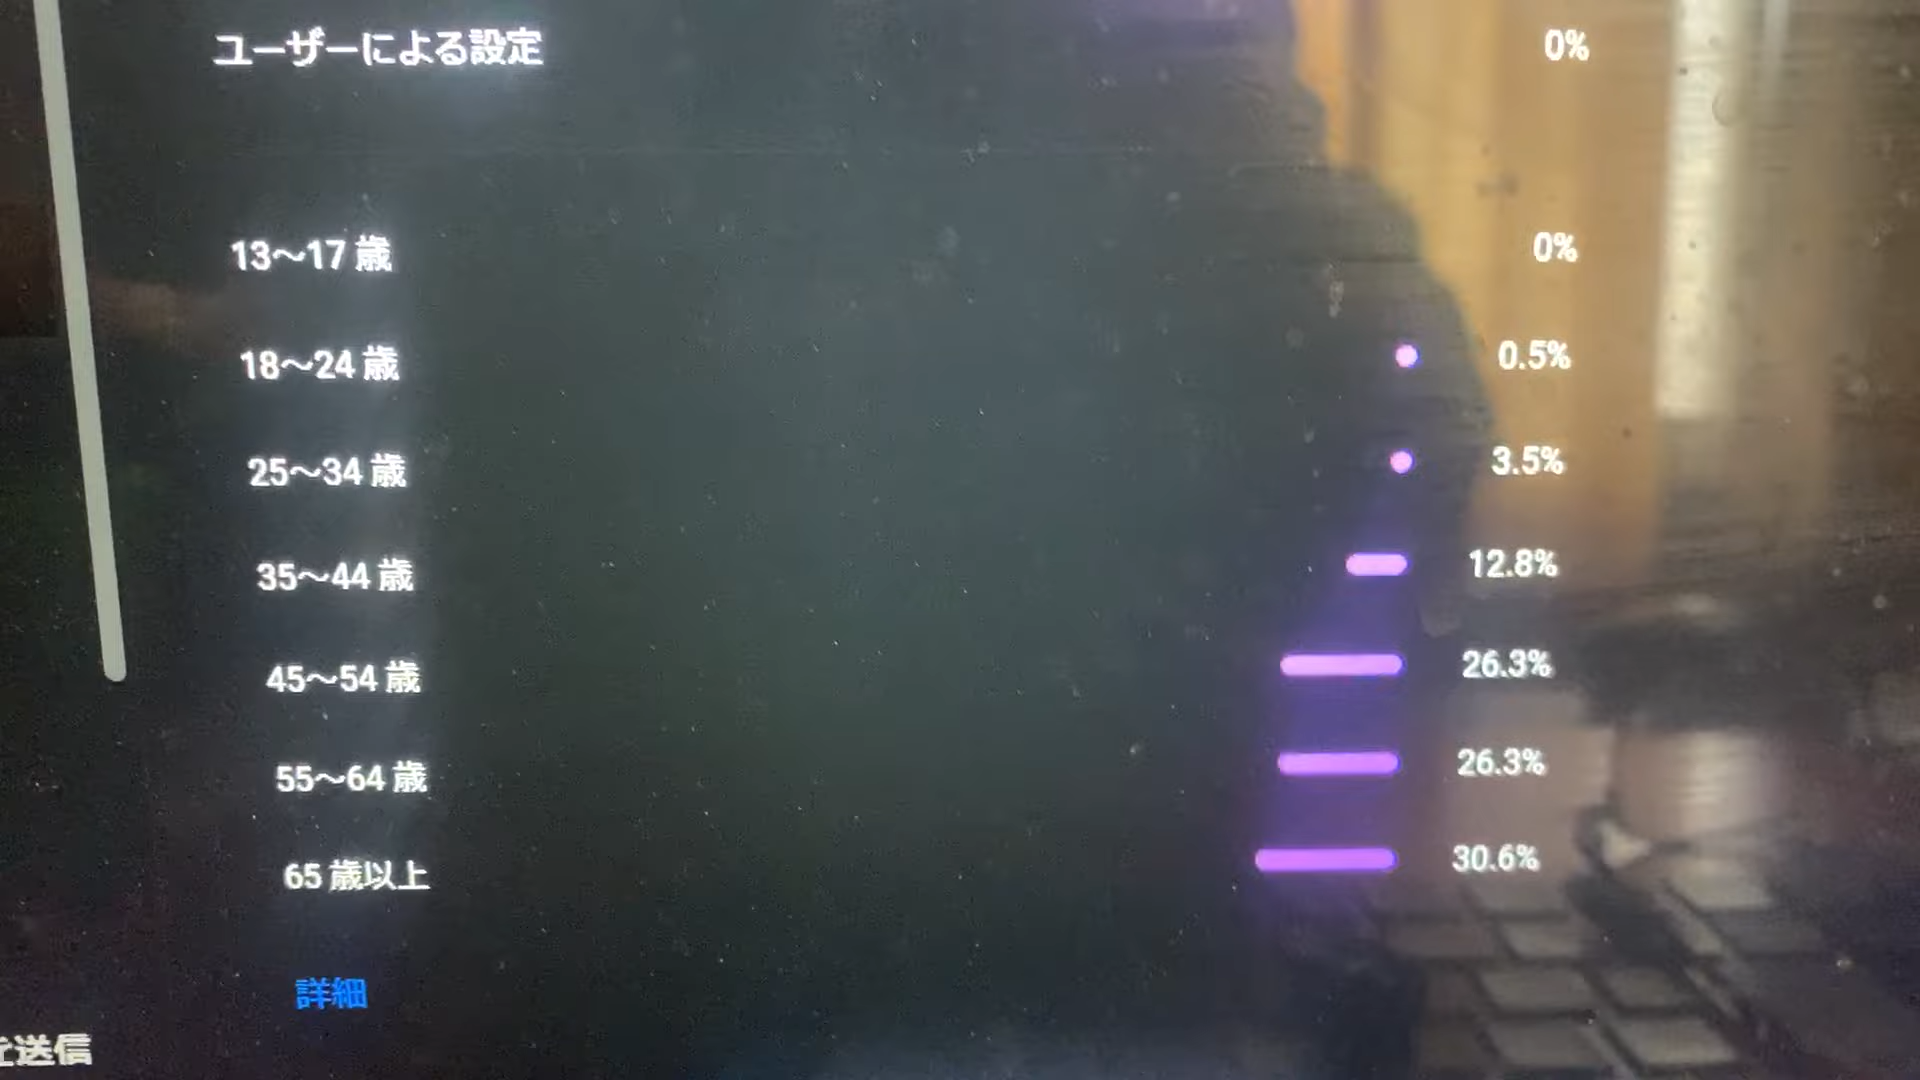 ユーザーによる設定 0%
13～17 歳 0%
18～24 歳 0.5%
25～34 歳 3.5%
35～44 歳 12.8%
45～54 歳 26.3%
55～64 歳 26.3%
65 歳以上 30.6%
詳細
を送信